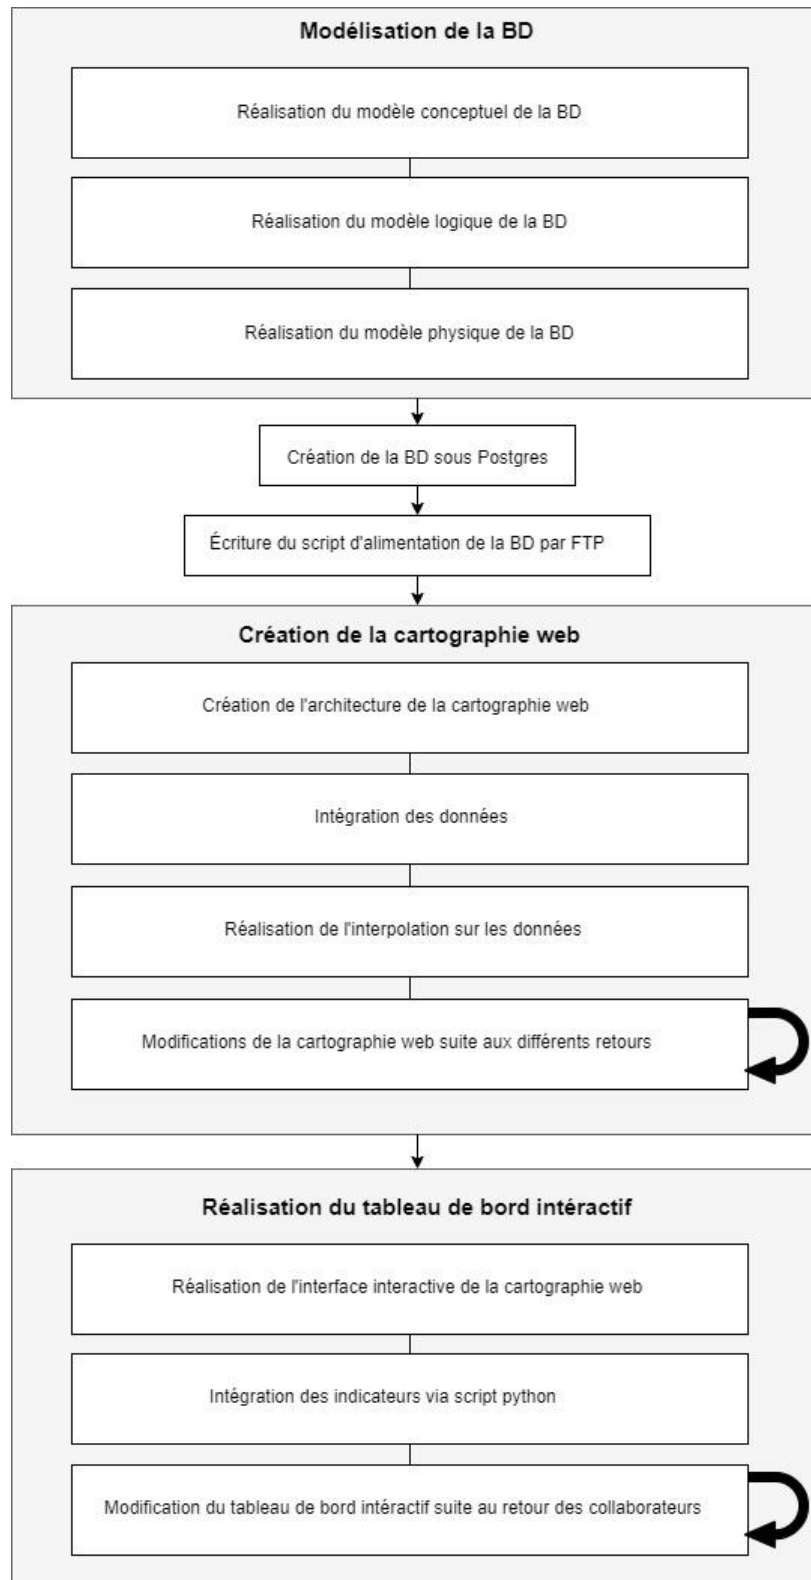 Modélisation de la BD
Réalisation du modèle conceptuel de la BD
Réalisation du modèle logique de la BD
Réalisation du modèle physique de la BD
Création de la BD sous Postgres
Écriture du script d'alimentation de la BD par FTP
Création de la cartographie web
Création de l'architecture de la cartographie web
Intégration des données
Réalisation de l'interpolation sur les données
Modifications de la cartographie web suite aux différents retours
Réalisation du tableau de bord intéractif
Réalisation de l'interface interactive de la cartographie web
Intégration des indicateurs via script python
Modification du tableau de bord intéractif suite au retour des collaborateurs